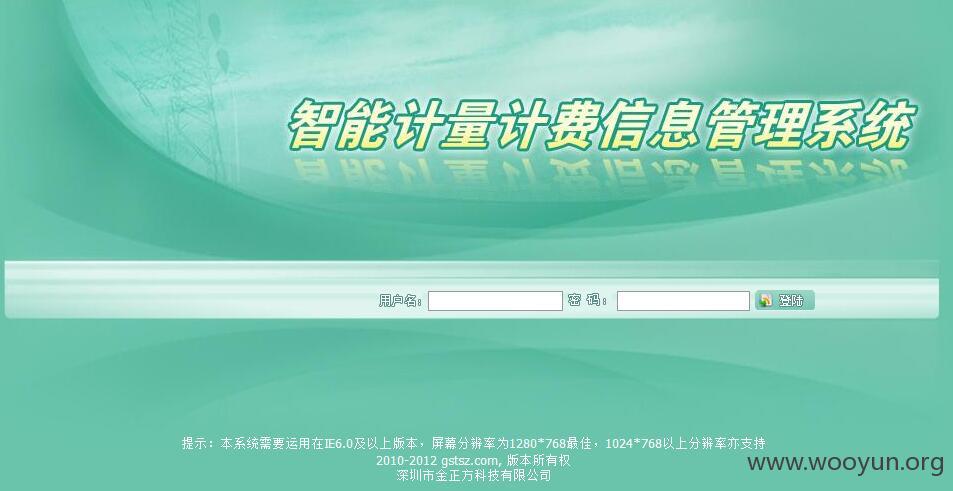 智能计量计费信息管理系统
用户名： 密 码： 登陆
提示：本系统需要运用在IE6.0及以上版本，屏幕分辨率为1280*768最佳，1024*768以上分辨率亦支持
2010-2012 gstsz.com, 版本所有权
www.wooyun.org
深圳市金正方科技有限公司